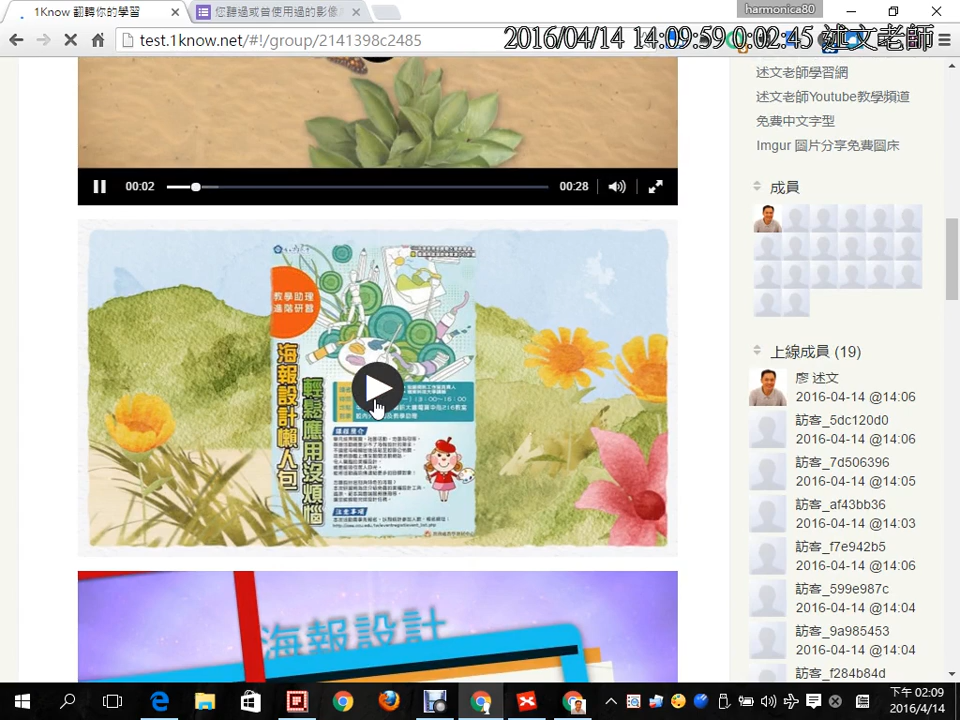 1Know 翻轉你的學習
您聽過或曾使用過的影像
harmonica80
test.1know.net/#!/group/2141398c2485
2016/04/14 14:09:59 0:02:45 述文老師
00:02
00:28
教學助理
進階研習
海報設計懶人包
輕鬆應用沒煩惱
課程簡介
注意事項
海報設計
述文老師學習網
述文老師Youtube教學頻道
免費中文字型
Imgur 圖片分享免費圖床
成員
上線成員 (19)
廖 述文
2016-04-14 @14:06
訪客_5dc120d0
2016-04-14 @14:06
訪客_7d506396
2016-04-14 @14:05
訪客_af43bb36
2016-04-14 @14:03
訪客_f7e942b5
2016-04-14 @14:06
訪客_599e987c
2016-04-14 @14:04
訪客_9a985453
2016-04-14 @14:04
訪客_f284b84d
下午 02:09
2016/4/14